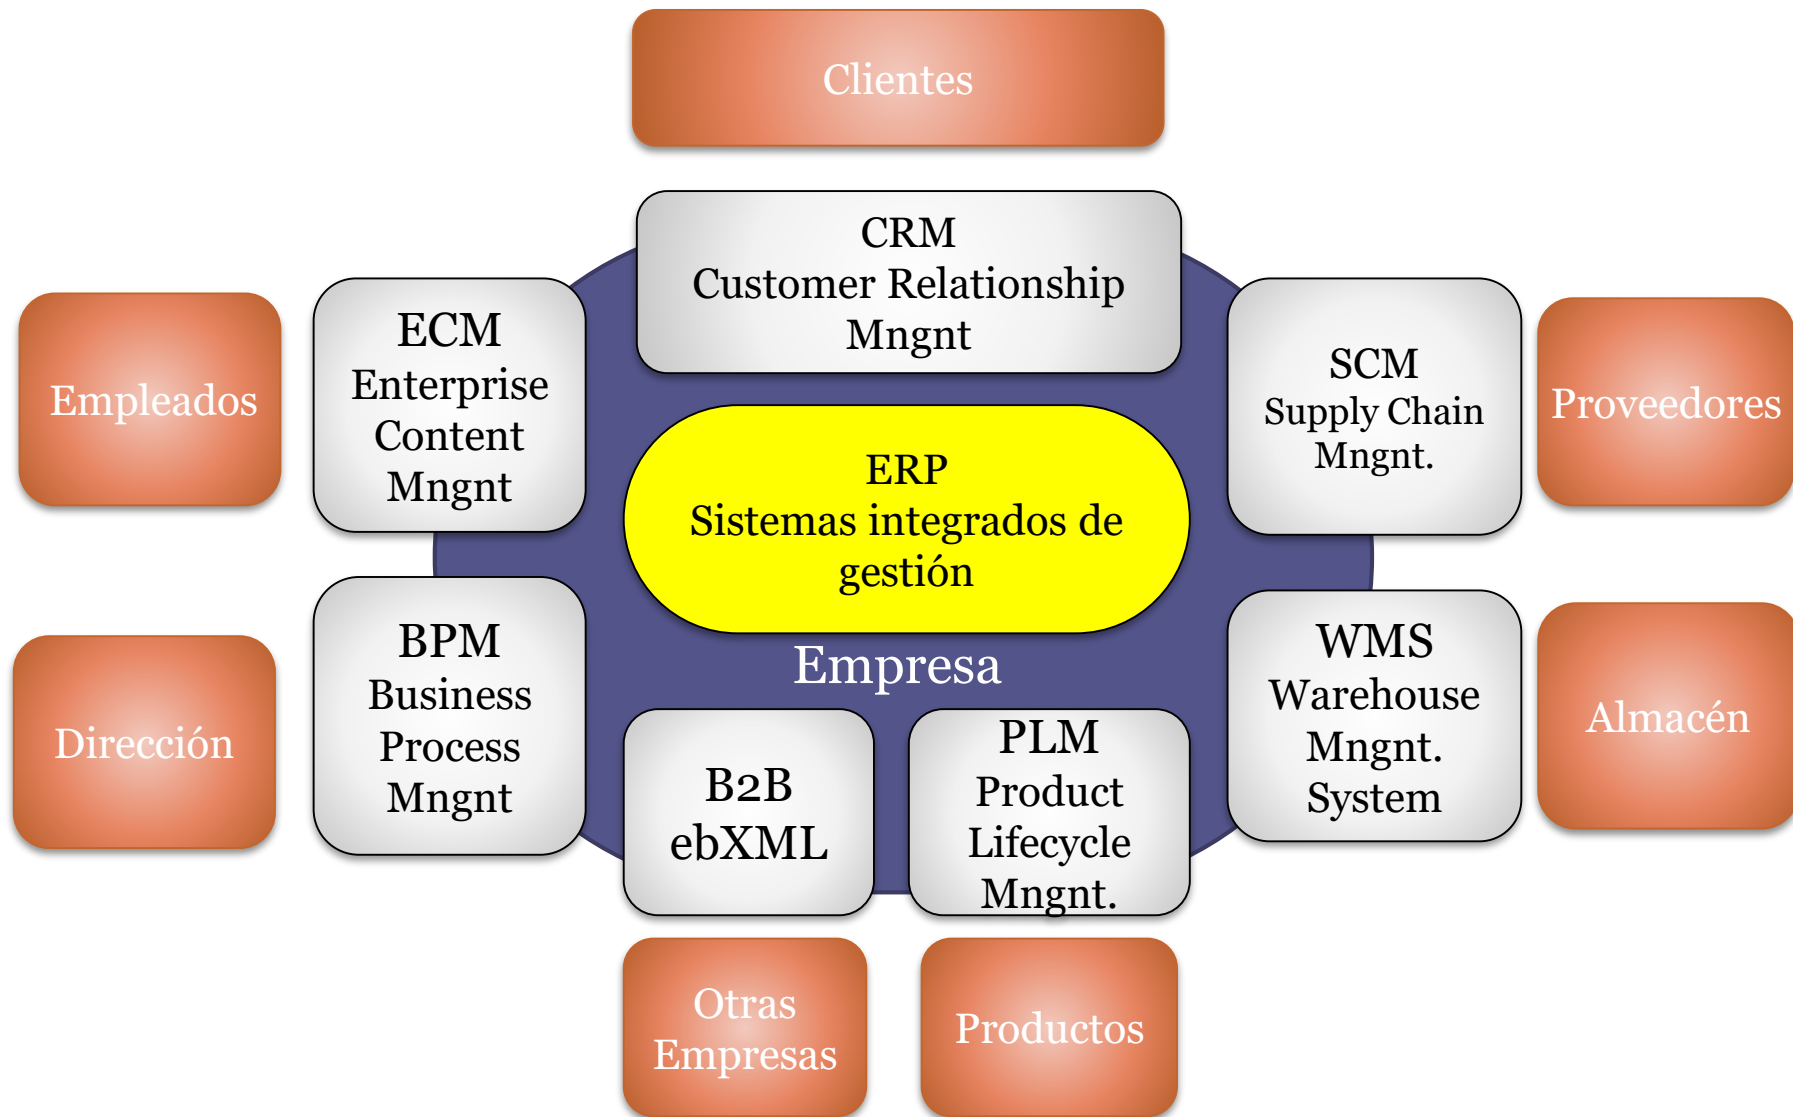 Clientes
CRM
Customer Relationship
Mngnt
Empleados
ECM
Enterprise
Content
Mngnt
SCM
Supply Chain
Mngnt.
Proveedores
ERP
Sistemas integrados de
gestión
Empresa
Dirección
BPM
Business
Process
Mngnt
WMS
Warehouse
Mngnt.
System
Almacén
B2B
ebXML
PLM
Product
Lifecycle
Mngnt.
Otras
Empresas
Productos